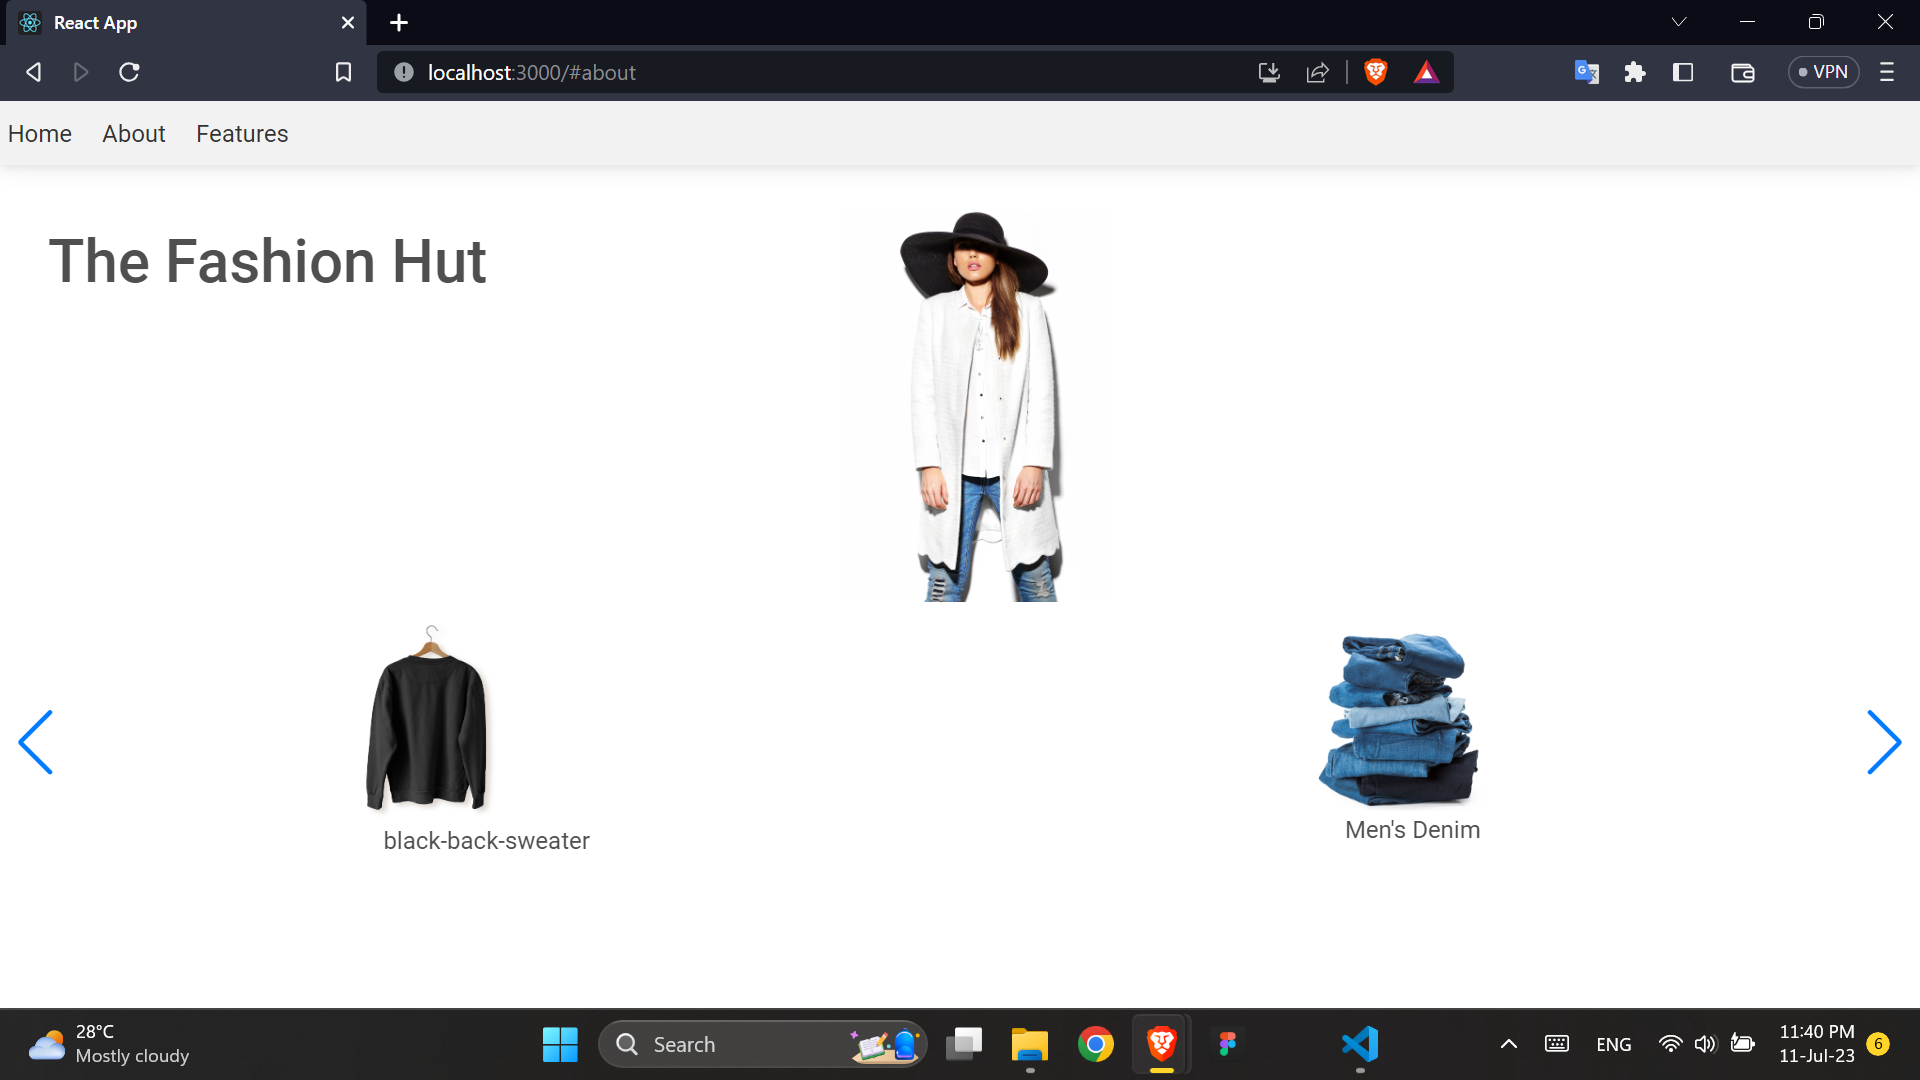 React App
localhost:3000/#about
VPN
Home About Features
The Fashion Hut
black-back-sweater
Men's Denim
28°C
Mostly cloudy
Search
ENG
11:40 PM
11-Jul-23
6